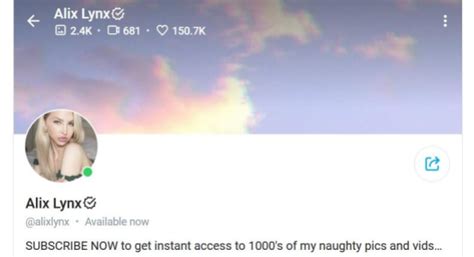 Alix Lynx
2.4K • 681 • 150.7K
Alix Lynx
@alixlynx • Available now
SUBSCRIBE NOW to get instant access to 1000's of my naughty pics and vids...